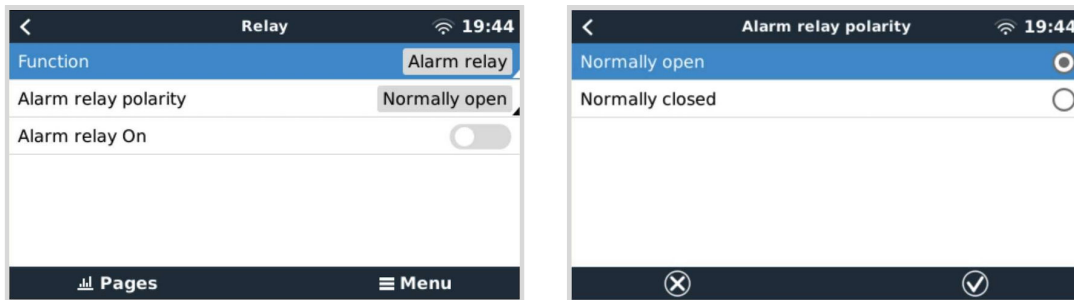 Relay 19:44
Function Alarm relay
Alarm relay polarity Normally open
Alarm relay On
Pages Menu
Alarm relay polarity 19:44
Normally open
Normally closed